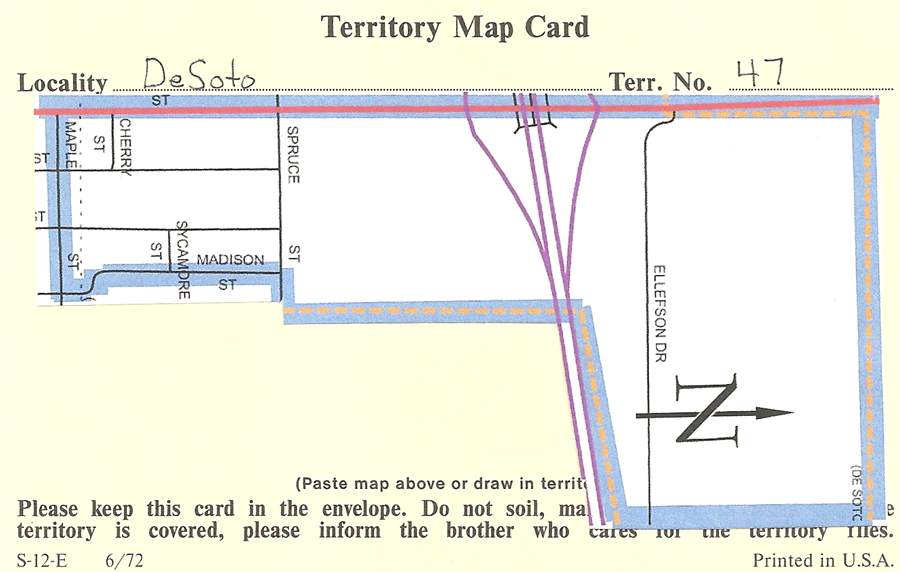 Territory Map Card
Locality DeSoto Terr. No. 47
ST
MAPLE
ST
CHERRY
ST
SPRUCE
ST
ST
ST
SYCAMORE
ST
MADISON
ST
ST
ELLEFSON DR
N
(DE SOTO
(Paste map above or draw in territo
Please keep this card in the envelope. Do not soil, ma e
territory is covered, please inform the brother who cares for the territory files.
S-12-E 6/72 Printed in U.S.A.